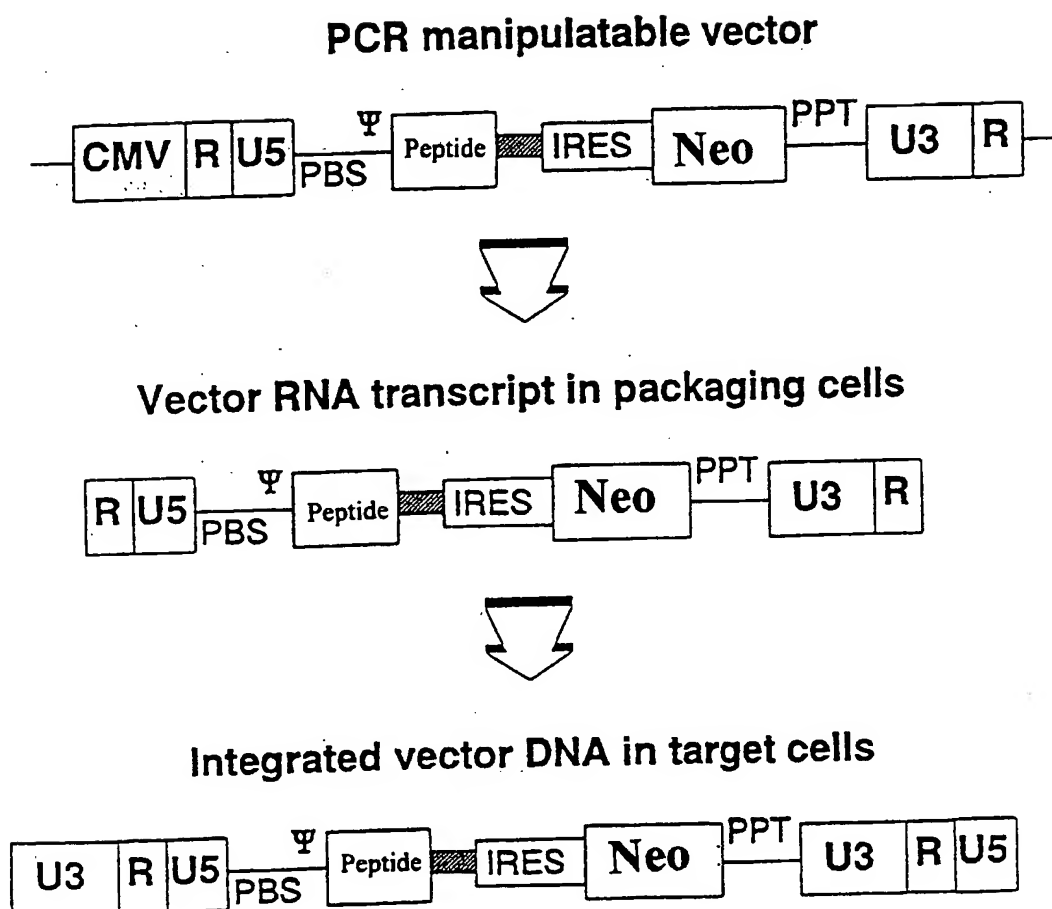 PCR manipulatable vector
CMV R U5 PBS Ψ Peptide IRES Neo PPT U3 R
Vector RNA transcript in packaging cells
R U5 PBS Ψ Peptide IRES Neo PPT U3 R
Integrated vector DNA in target cells
U3 R U5 PBS Ψ Peptide IRES Neo PPT U3 R U5